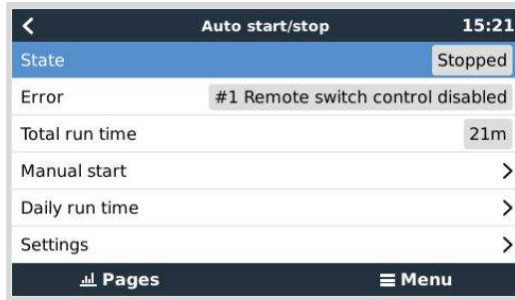 Auto start/stop 15:21
State Stopped
Error #1 Remote switch control disabled
Total run time 21m
Manual start
Daily run time
Settings
Pages Menu